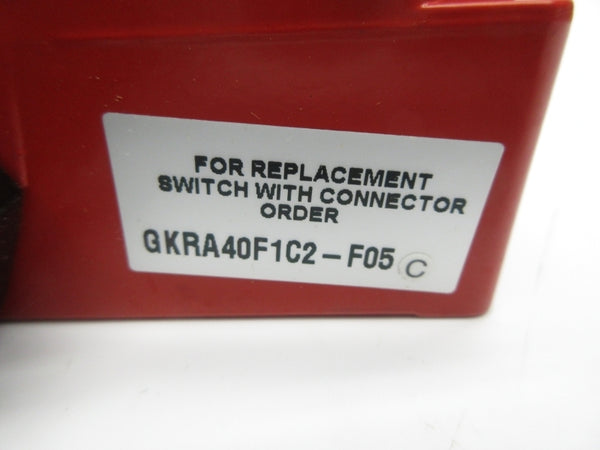 FOR REPLACEMENT
SWITCH WITH CONNECTOR
ORDER
GKRA40F1C2-F05 C